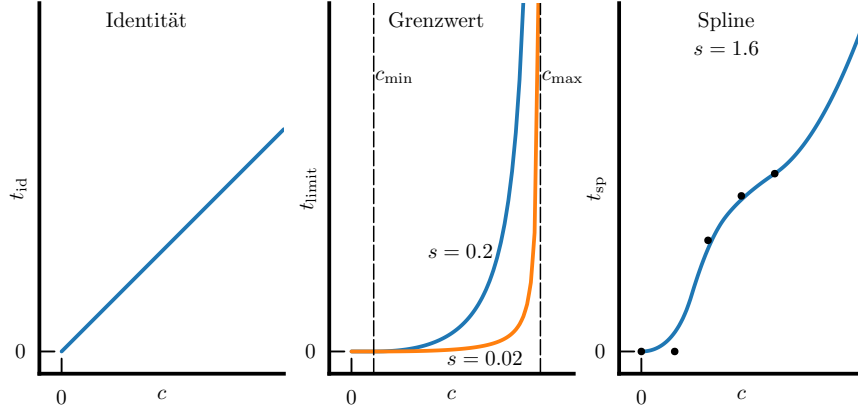 Identität
t_id
0
0
c
Grenzwert
c_min
c_max
t_limit
s = 0.2
s = 0.02
0
0
c
Spline
s = 1.6
t_sp
0
0
c